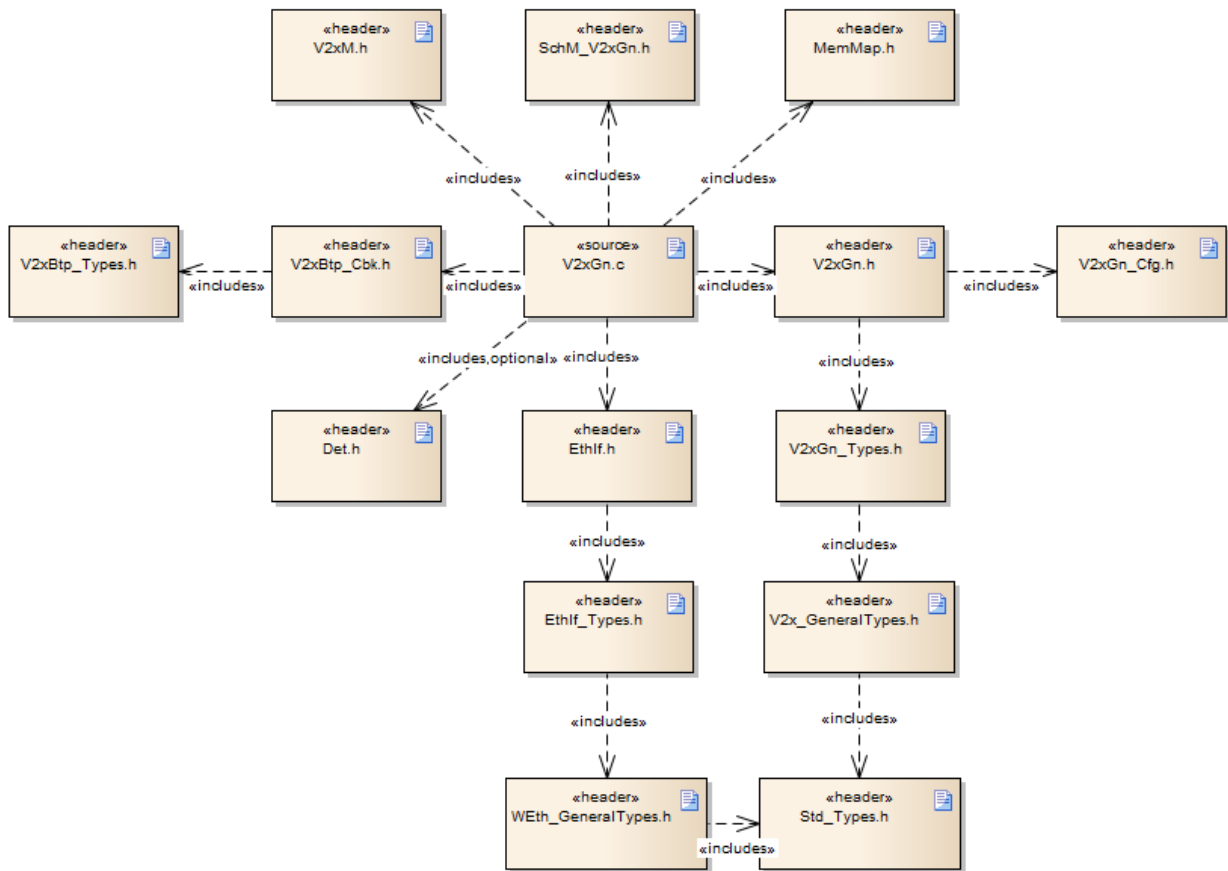 «header»
V2xM.h
«header»
SchM_V2xGn.h
«header»
MemMap.h
«includes»
«includes»
«includes»
«header»
V2xBtp_Types.h
«includes»
«header»
V2xBtp_Cbk.h
«includes»
«source»
V2xGn.c
«includes»
«header»
V2xGn.h
«includes»
«header»
V2xGn_Cfg.h
«includes,optional»
«includes»
«includes»
«header»
Det.h
«header»
EthIf.h
«header»
V2xGn_Types.h
«includes»
«includes»
«header»
EthIf_Types.h
«header»
V2x_GeneralTypes.h
«includes»
«includes»
«header»
WEth_GeneralTypes.h
«includes»
«header»
Std_Types.h